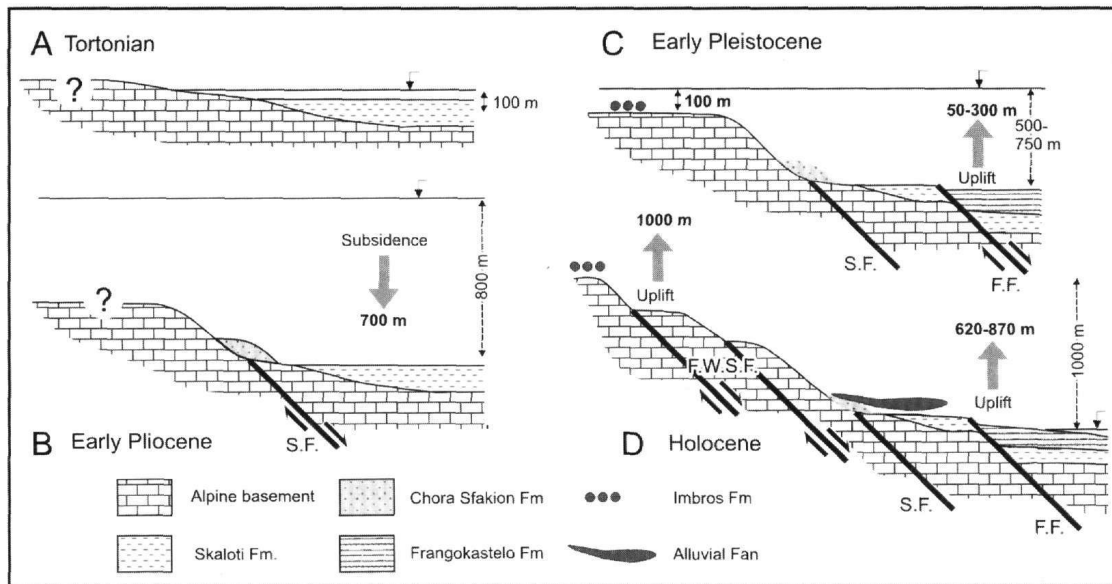 A Tortonian
?
100 m
Subsidence
700 m
800 m
?
S.F.
B Early Pliocene
C Early Pleistocene
100 m
50-300 m
Uplift
500-
750 m
S.F.
F.F.
1000 m
Uplift
F.W.S.F.
620-870 m
Uplift
1000 m
D Holocene
S.F.
F.F.
Alpine basement
Chora Sfakion Fm
Imbros Fm
Skaloti Fm.
Frangokastelo Fm
Alluvial Fan